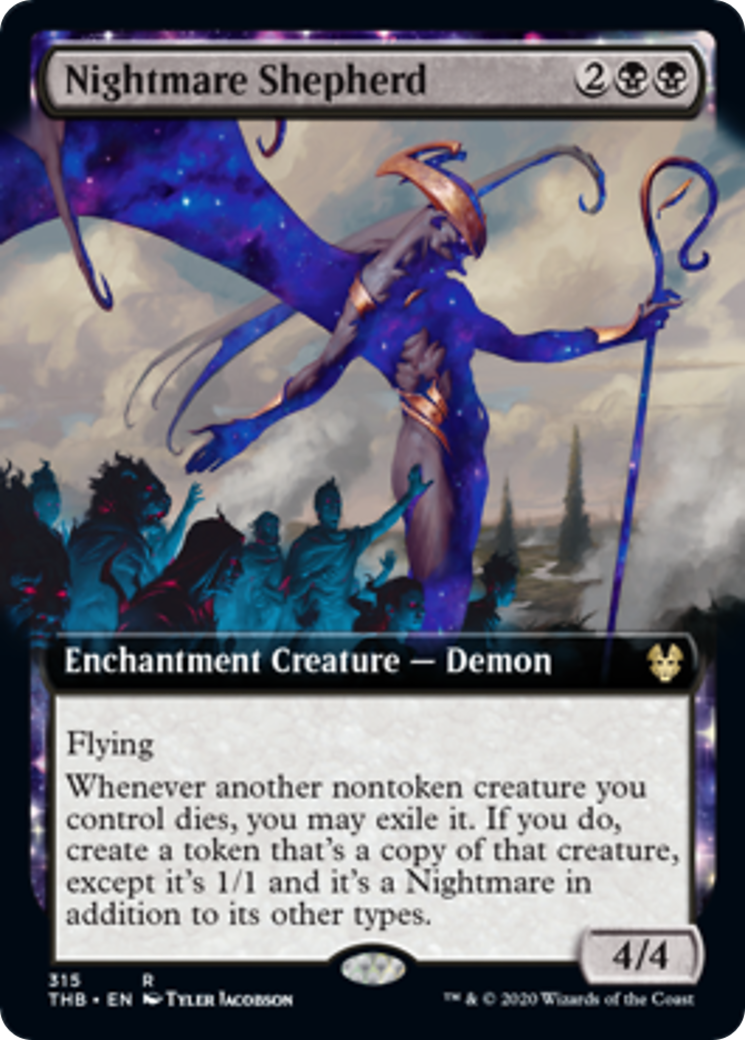 Nightmare Shepherd 2
Enchantment Creature — Demon
Flying
Whenever another nontoken creature you
control dies, you may exile it. If you do,
create a token that's a copy of that creature,
except it's 1/1 and it's a Nightmare in
addition to its other types.
4/4
315 R
THB • EN Tyler Jacobson
™ & © 2020 Wizards of the Coast